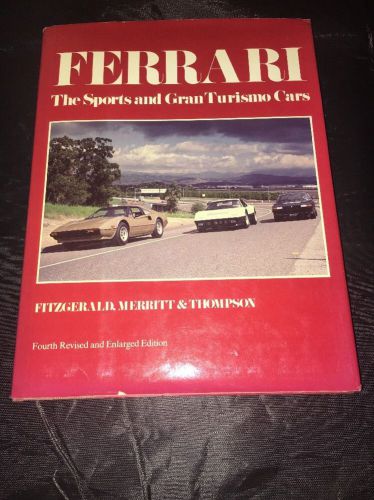 FERRARI
The Sports and Gran Turismo Cars
FITZGERALD, MERRITT & THOMPSON
Fourth Revised and Enlarged Edition